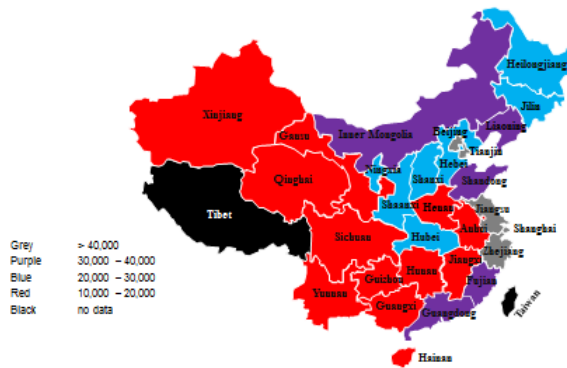 Heilongjiang
Jilin
Xinjiang
Gansu
Inner Mongolia
Beijing
Liaoning
Tianjin
Ningxia
Hebei
Qinghai
Shanxi
Shandong
Shaanxi
Henan
Jiangsu
Tibet
Anhui
Shanghai
Hubei
Sichuan
Zhejiang
Jiangxi
Hunan
Guizhou
Fujian
Yunnan
Guangxi
Guangdong
Taiwan
Hainan
Grey > 40,000
Purple 30,000 – 40,000
Blue 20,000 – 30,000
Red 10,000 – 20,000
Black no data